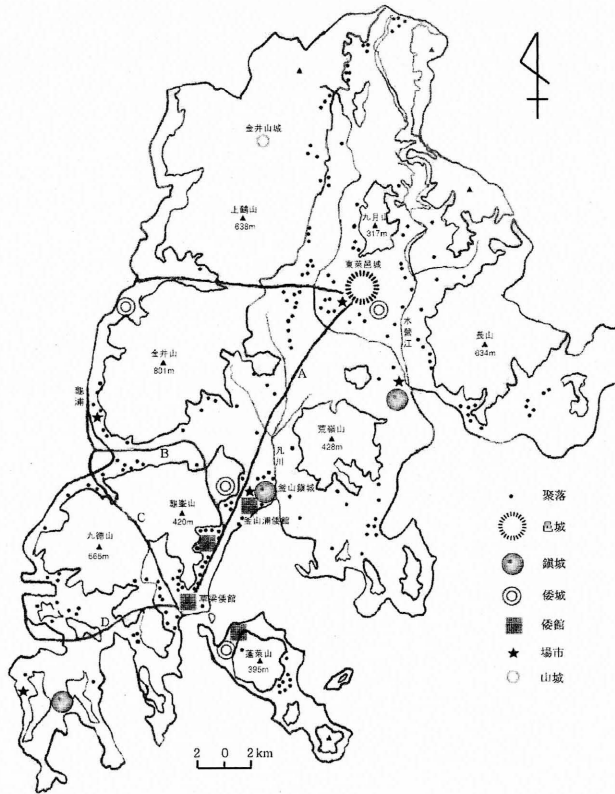 金井山城
上鶴山
638m
九月山
317m
東萊邑城
水營江
長山
634m
金井山
801m
A
龜浦
荒嶺山
428m
凡川
B
釜山鎭城
釜山浦倭館
龜峯山
420m
C
九德山
565m
草梁倭館
D
蓬萊山
395m
聚落
邑城
鎭城
倭城
倭館
場市
山城
2 0 2km